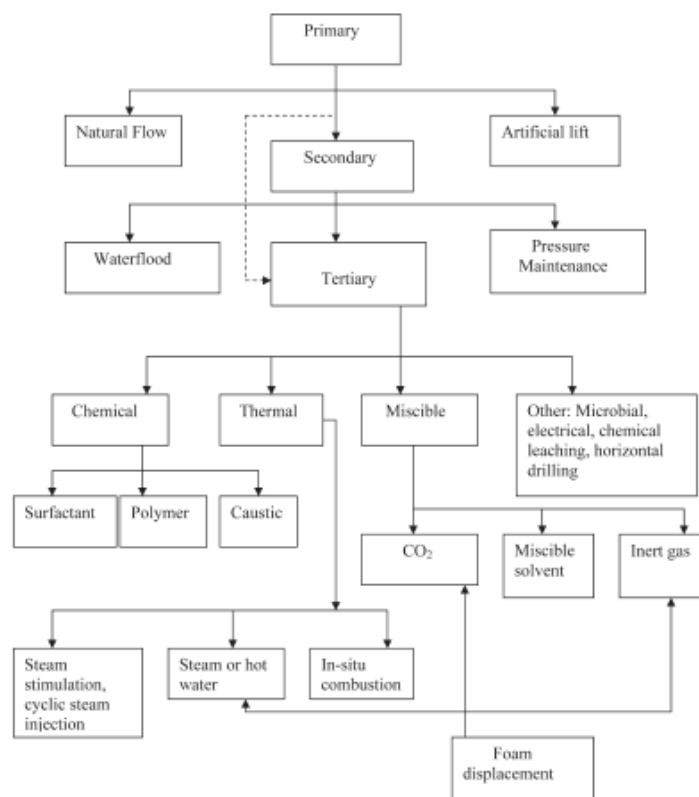 Primary
Natural Flow
Artificial lift
Secondary
Waterflood
Pressure
Maintenance
Tertiary
Chemical
Thermal
Miscible
Other: Microbial,
electrical, chemical
leaching, horizontal
drilling
Surfactant
Polymer
Caustic
CO₂
Miscible
solvent
Inert gas
Steam
stimulation,
cyclic steam
injection
Steam or hot
water
In-situ
combustion
Foam
displacement